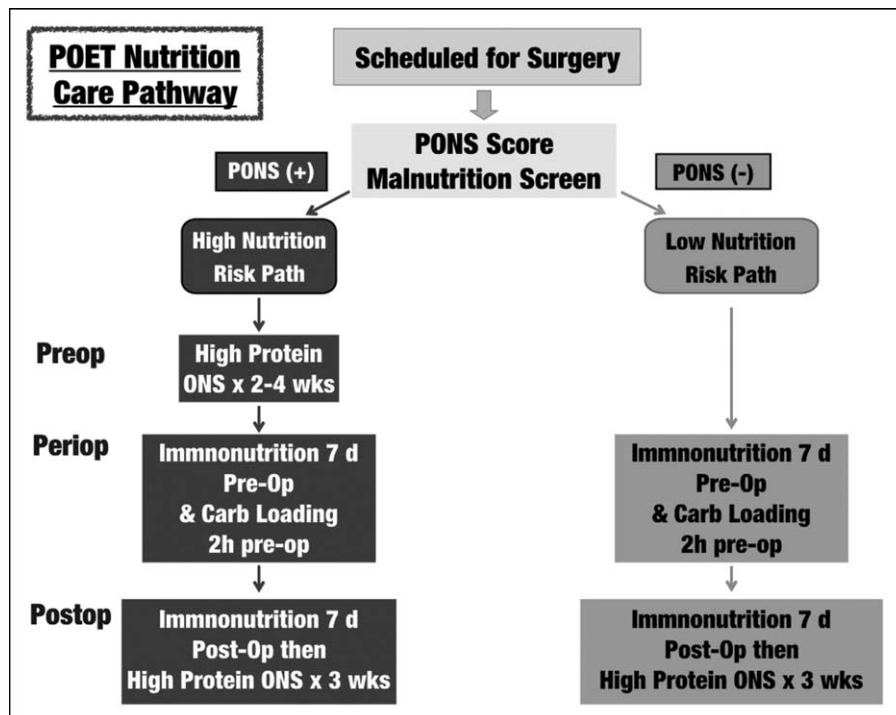 POET Nutrition
Care Pathway
Scheduled for Surgery
PONS Score
Malnutrition Screen
PONS (+)
PONS (-)
High Nutrition
Risk Path
Low Nutrition
Risk Path
Preop
High Protein
ONS x 2-4 wks
Periop
Immnonutrition 7 d
Pre-Op
& Carb Loading
2h pre-op
Immnonutrition 7 d
Pre-Op
& Carb Loading
2h pre-op
Postop
Immnonutrition 7 d
Post-Op then
High Protein ONS x 3 wks
Immnonutrition 7 d
Post-Op then
High Protein ONS x 3 wks